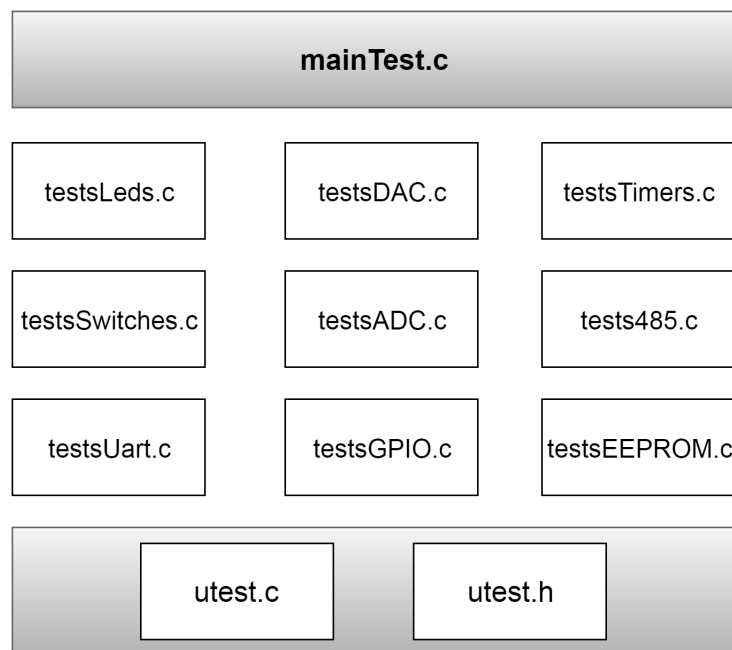 mainTest.c
testsLeds.c
testsDAC.c
testsTimers.c
testsSwitches.c
testsADC.c
tests485.c
testsUart.c
testsGPIO.c
testsEEPROM.c
utest.c
utest.h